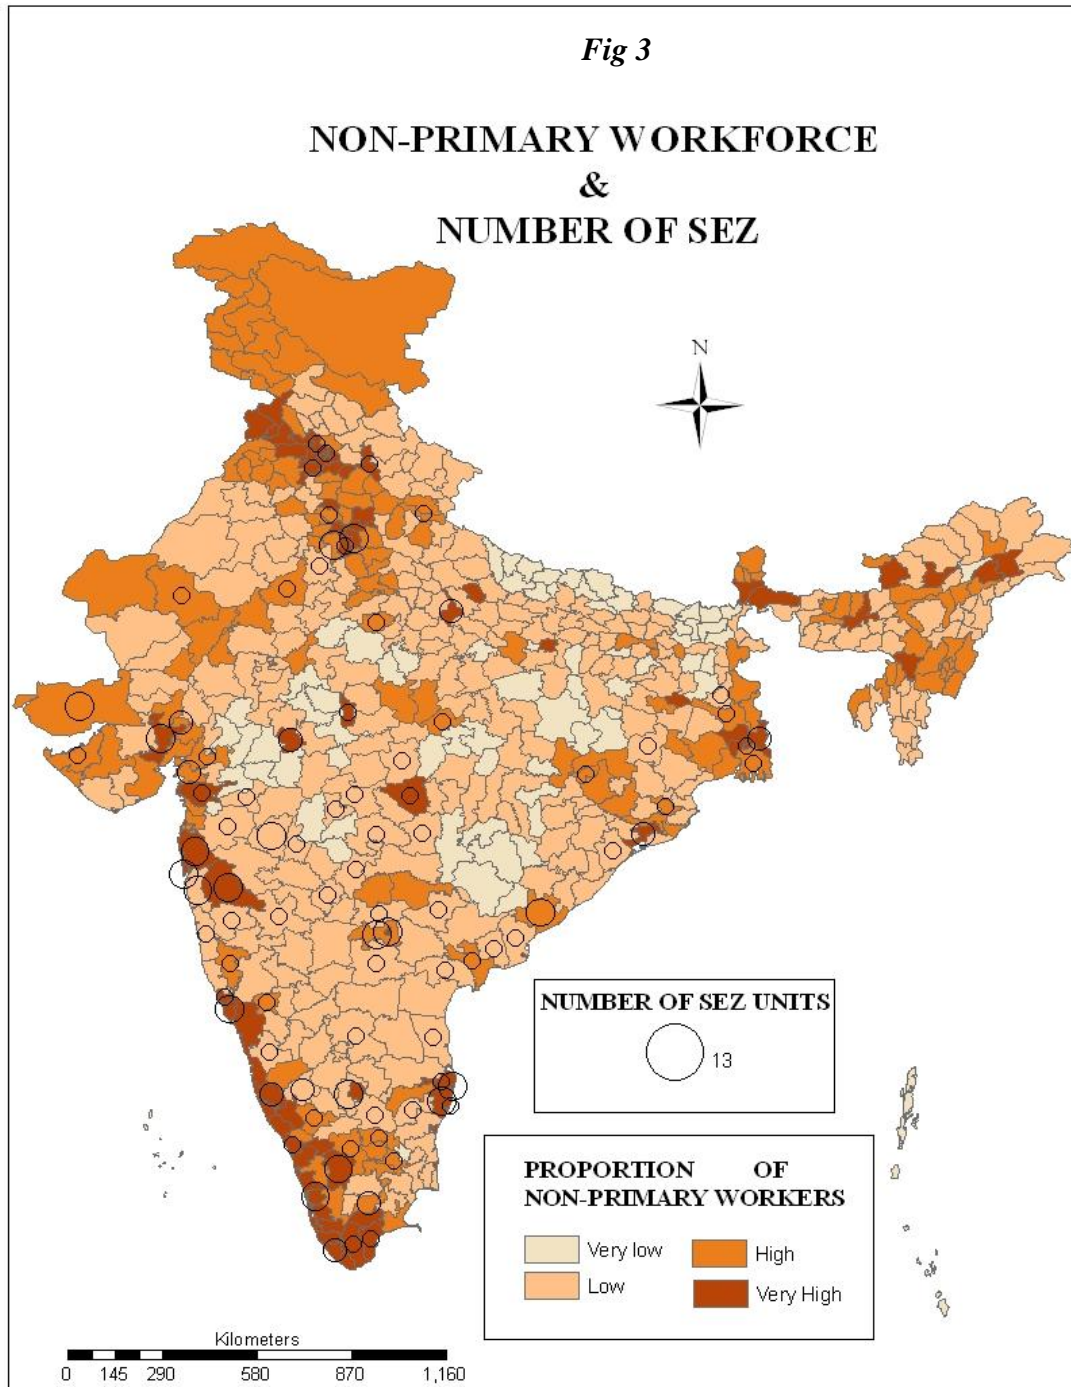 Fig 3
NON-PRIMARY WORKFORCE
&
NUMBER OF SEZ
N
NUMBER OF SEZ UNITS
13
PROPORTION OF
NON-PRIMARY WORKERS
Very low
High
Low
Very High
Kilometers
0 145 290 580 870 1,160